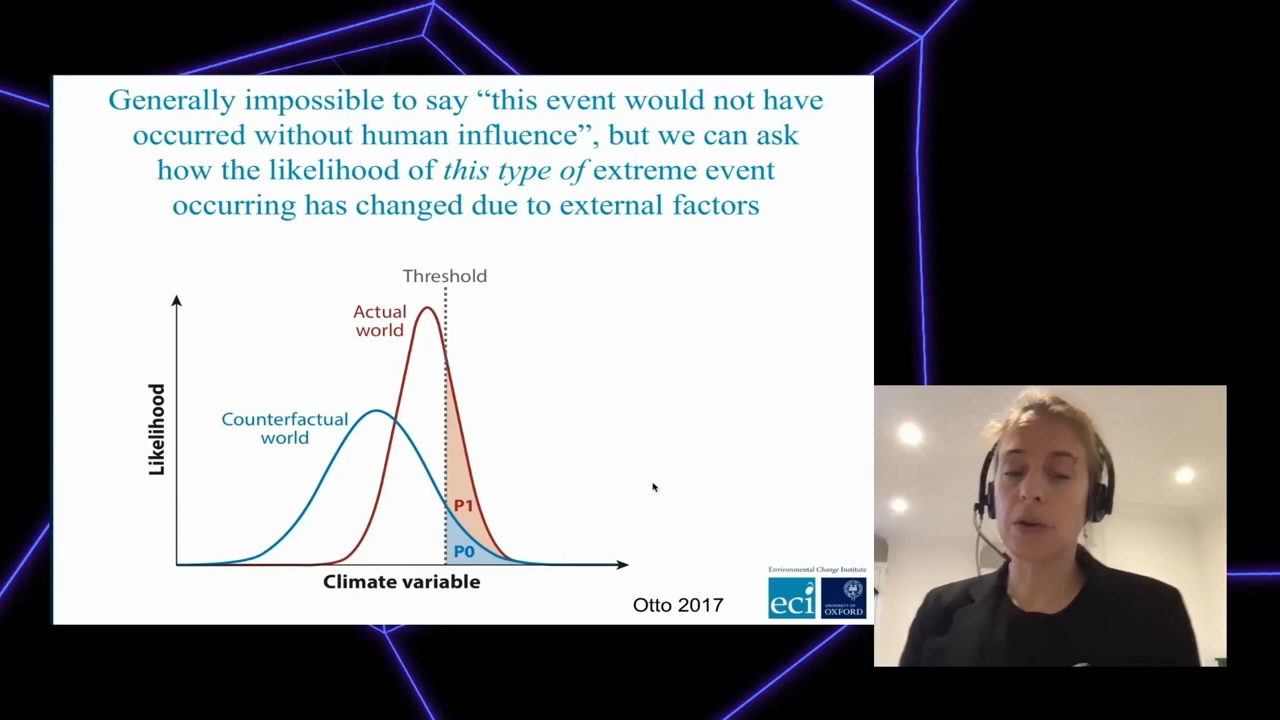 Generally impossible to say “this event would not have
occurred without human influence”, but we can ask
how the likelihood of this type of extreme event
occurring has changed due to external factors
Threshold
Actual
world
Counterfactual
world
Likelihood
P1
P0
Climate variable
Otto 2017
Environmental Change Institute
eci
UNIVERSITY OF
OXFORD